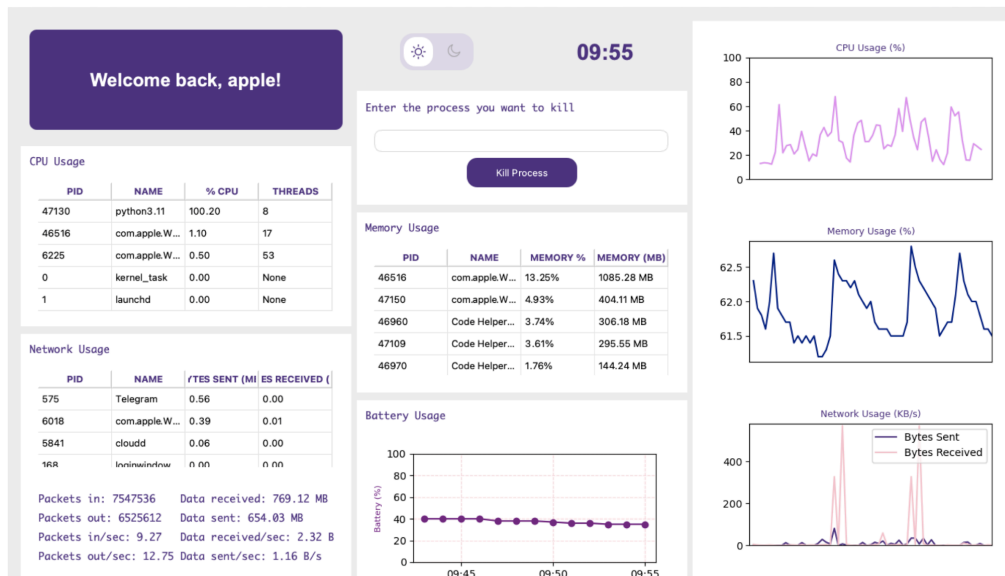 Welcome back, apple!
09:55
Enter the process you want to kill
Kill Process
CPU Usage
PID NAME % CPU THREADS
47130 python3.11 100.20 8
46516 com.apple.W... 1.10 17
6225 com.apple.W... 0.50 53
0 kernel_task 0.00 None
1 launchd 0.00 None
Network Usage
PID NAME YTES SENT (MI ES RECEIVED (
575 Telegram 0.56 0.00
6018 com.apple.W... 0.39 0.01
5841 cloudd 0.06 0.00
168 loginwindow 0.00 0.00
Packets in: 7547536 Data received: 769.12 MB
Packets out: 6525612 Data sent: 654.03 MB
Packets in/sec: 9.27 Data received/sec: 2.32 B
Packets out/sec: 12.75 Data sent/sec: 1.16 B/s
Memory Usage
PID NAME MEMORY % MEMORY (MB)
46516 com.apple.W... 13.25% 1085.28 MB
47150 com.apple.W... 4.93% 404.11 MB
46960 Code Helper... 3.74% 306.18 MB
47109 Code Helper... 3.61% 295.55 MB
46970 Code Helper... 1.76% 144.24 MB
Battery Usage
Battery (%)
100
80
60
40
20
0
09:45 09:50 09:55
CPU Usage (%)
100
80
60
40
20
0
Memory Usage (%)
62.5
62.0
61.5
Network Usage (KB/s)
Bytes Sent
Bytes Received
400
200
0